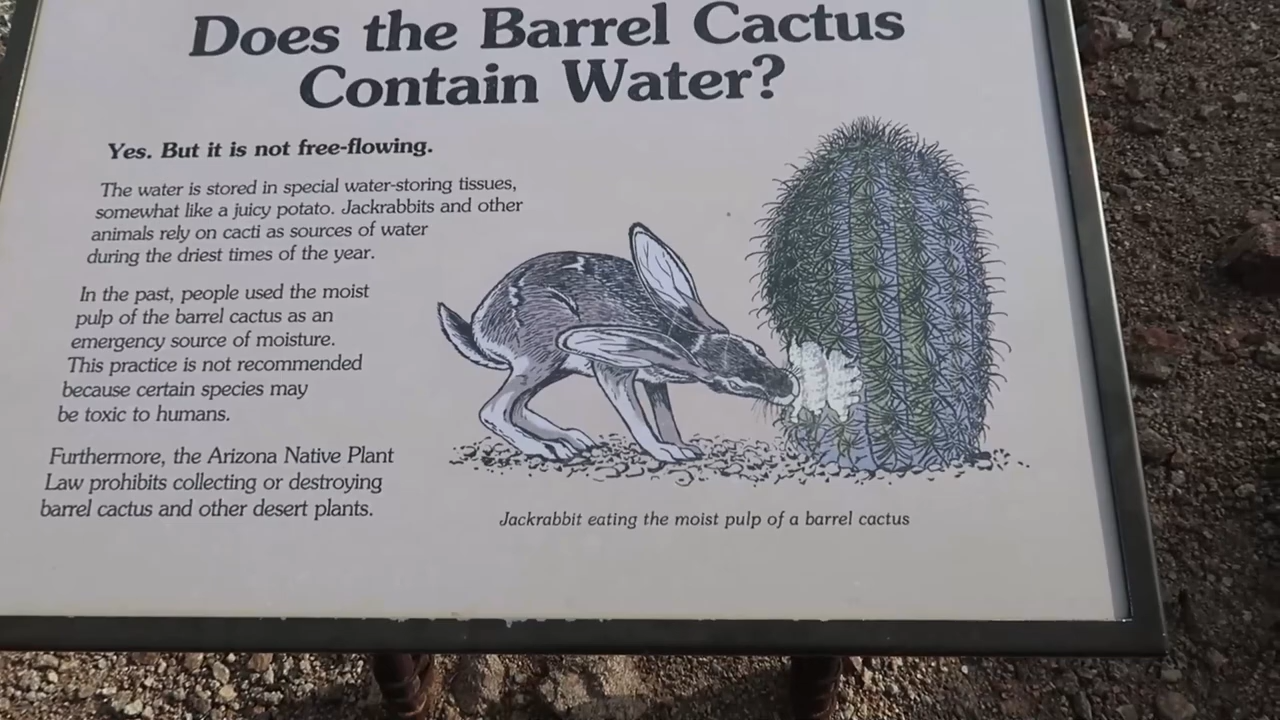 Does the Barrel Cactus
Contain Water?
Yes. But it is not free-flowing.
The water is stored in special water-storing tissues,
somewhat like a juicy potato. Jackrabbits and other
animals rely on cacti as sources of water
during the driest times of the year.
In the past, people used the moist
pulp of the barrel cactus as an
emergency source of moisture.
This practice is not recommended
because certain species may
be toxic to humans.
Furthermore, the Arizona Native Plant
Law prohibits collecting or destroying
barrel cactus and other desert plants.
Jackrabbit eating the moist pulp of a barrel cactus